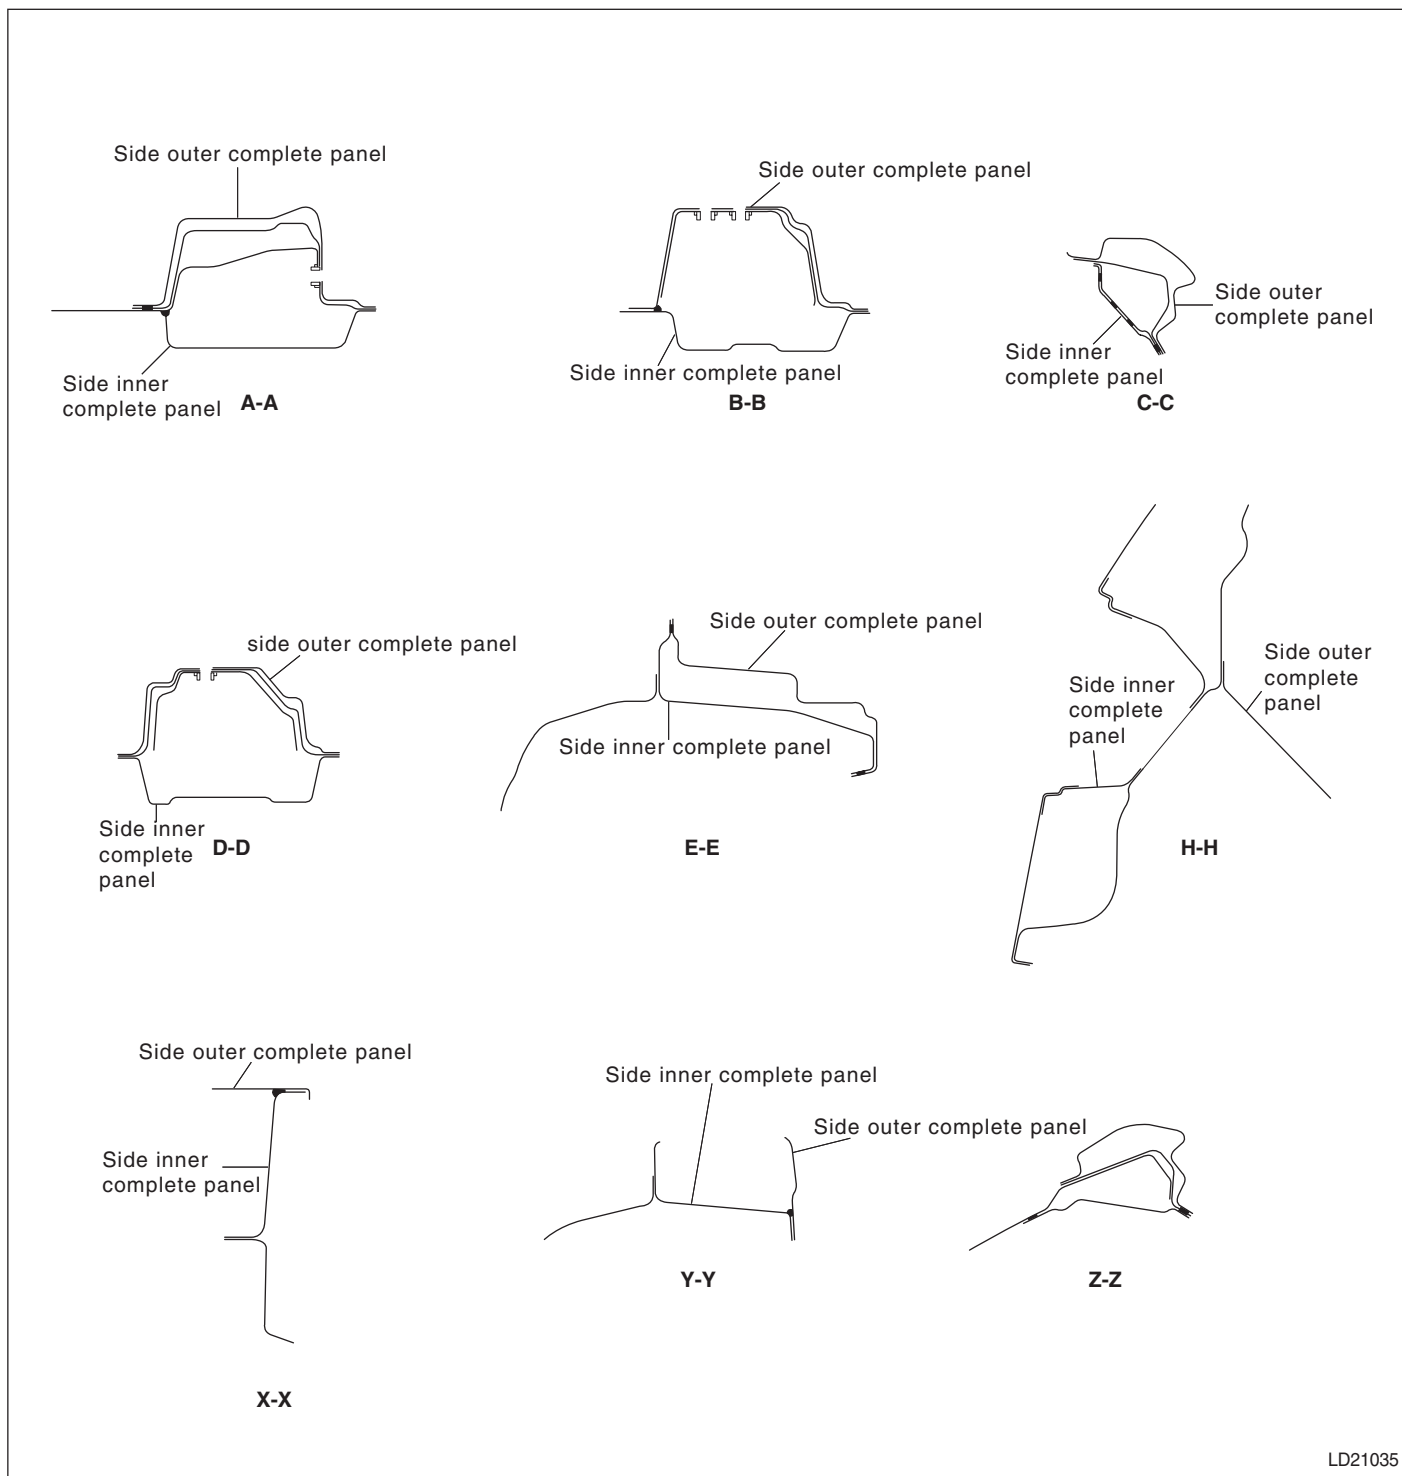 Side outer complete panel
Side inner
complete panel
A-A
Side outer complete panel
Side inner complete panel
B-B
Side outer
complete panel
Side inner
complete panel
C-C
side outer complete panel
Side inner
complete
panel
D-D
Side outer complete panel
Side inner complete panel
E-E
Side outer
complete
panel
Side inner
complete
panel
H-H
Side outer complete panel
Side inner
complete panel
X-X
Side inner complete panel
Side outer complete panel
Y-Y
Z-Z
LD21035